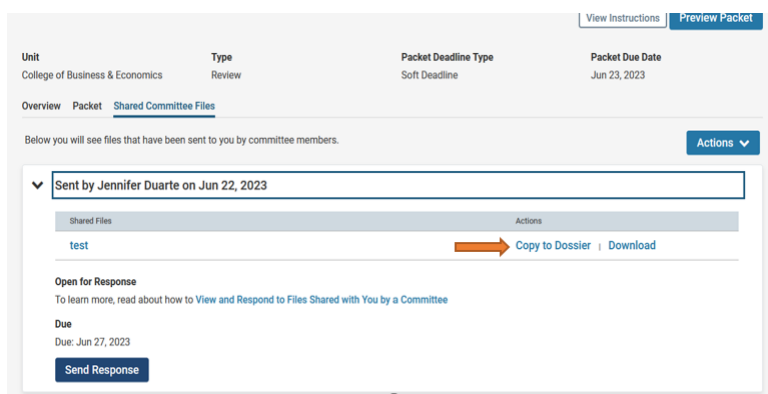 View Instructions Preview Packet
Unit Type Packet Deadline Type Packet Due Date
College of Business & Economics Review Soft Deadline Jun 23, 2023
Overview Packet Shared Committee Files
Below you will see files that have been sent to you by committee members.
Actions
Sent by Jennifer Duarte on Jun 22, 2023
Shared Files Actions
test Copy to Dossier | Download
Open for Response
To learn more, read about how to View and Respond to Files Shared with You by a Committee
Due
Due: Jun 27, 2023
Send Response